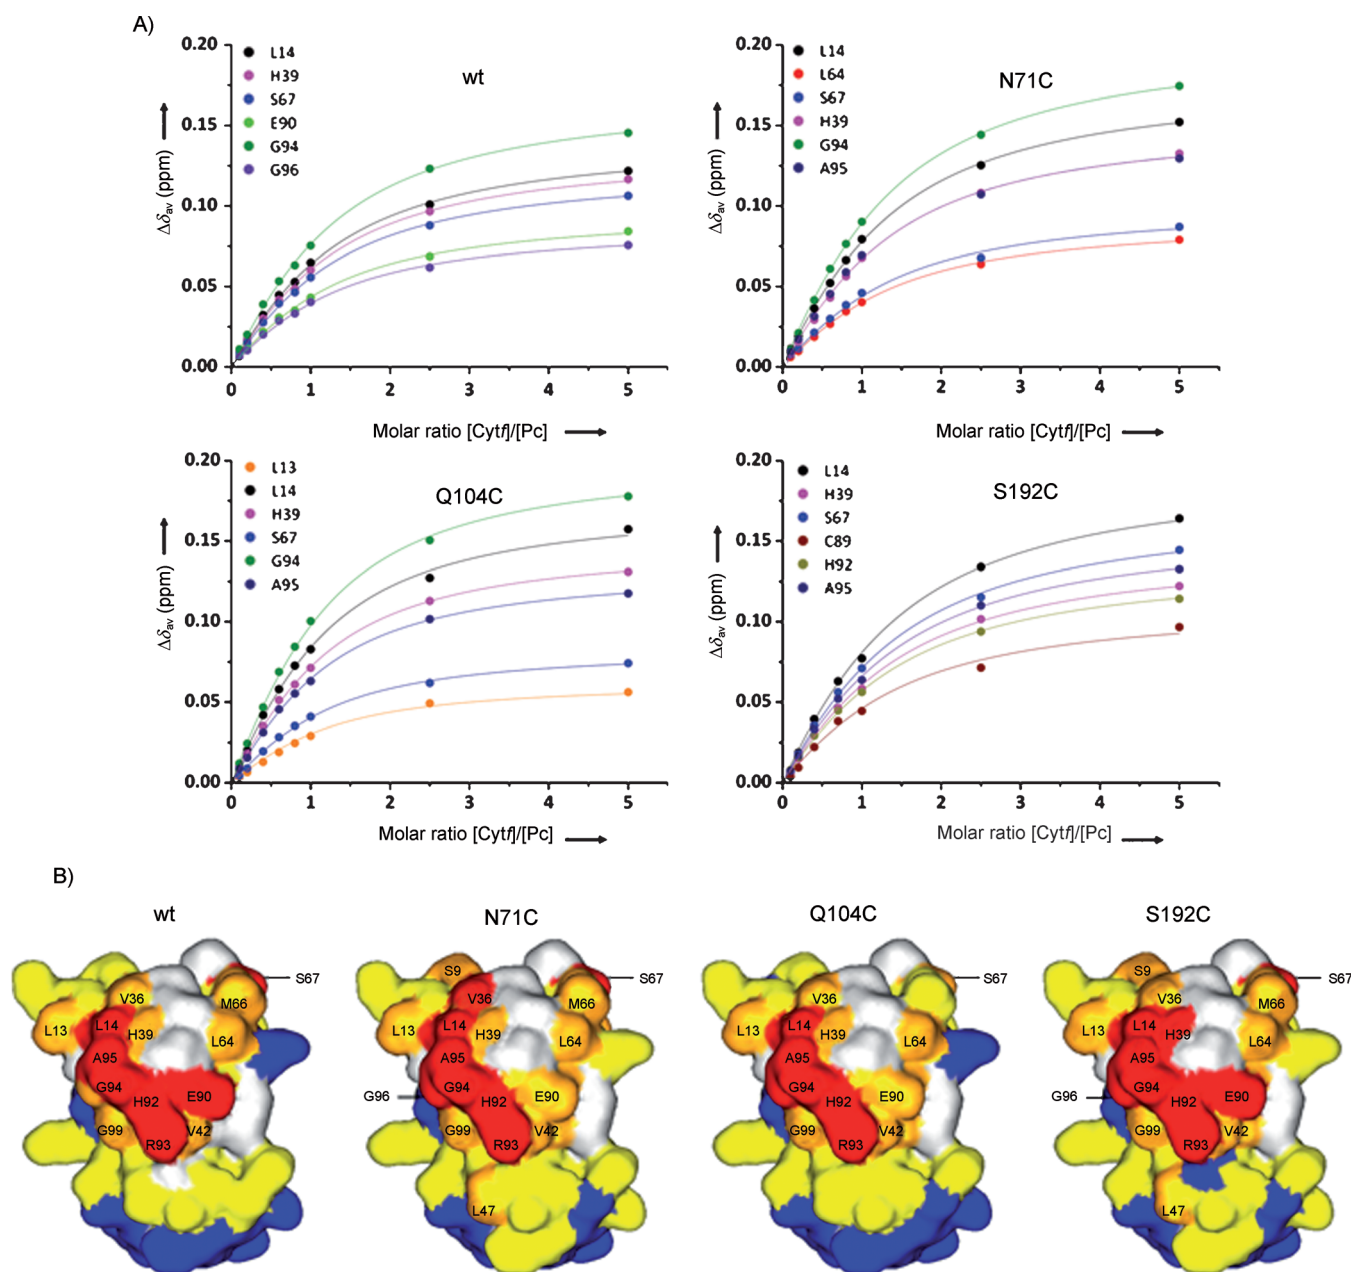 A)
wt
L14
H39
S67
E90
G94
G96
0.20
0.15
0.10
0.05
0.00
Δδav (ppm)
0 1 2 3 4 5
Molar ratio [Cytf]/[Pc]
N71C
L14
L64
S67
H39
G94
A95
0.20
0.15
0.10
0.05
0.00
Δδav (ppm)
0 1 2 3 4 5
Molar ratio [Cytf]/[Pc]
Q104C
L13
L14
H39
S67
G94
A95
0.20
0.15
0.10
0.05
0.00
Δδav (ppm)
0 1 2 3 4 5
Molar ratio [Cytf]/[Pc]
S192C
L14
H39
S67
C89
H92
A95
0.20
0.15
0.10
0.05
0.00
Δδav (ppm)
0 1 2 3 4 5
Molar ratio [Cytf]/[Pc]
B)
wt
S67
V36
M66
L13
L14
H39
L64
A95
G94
H92
E90
G99
R93
V42
N71C
S9
S67
V36
M66
L13
L14
H39
L64
A95
G94
G96
H92
E90
G99
R93
V42
L47
Q104C
S67
V36
M66
L13
L14
H39
L64
A95
G94
H92
E90
G99
R93
V42
S192C
S9
S67
V36
M66
L13
L14
H39
L64
A95
G94
G96
H92
E90
G99
R93
V42
L47